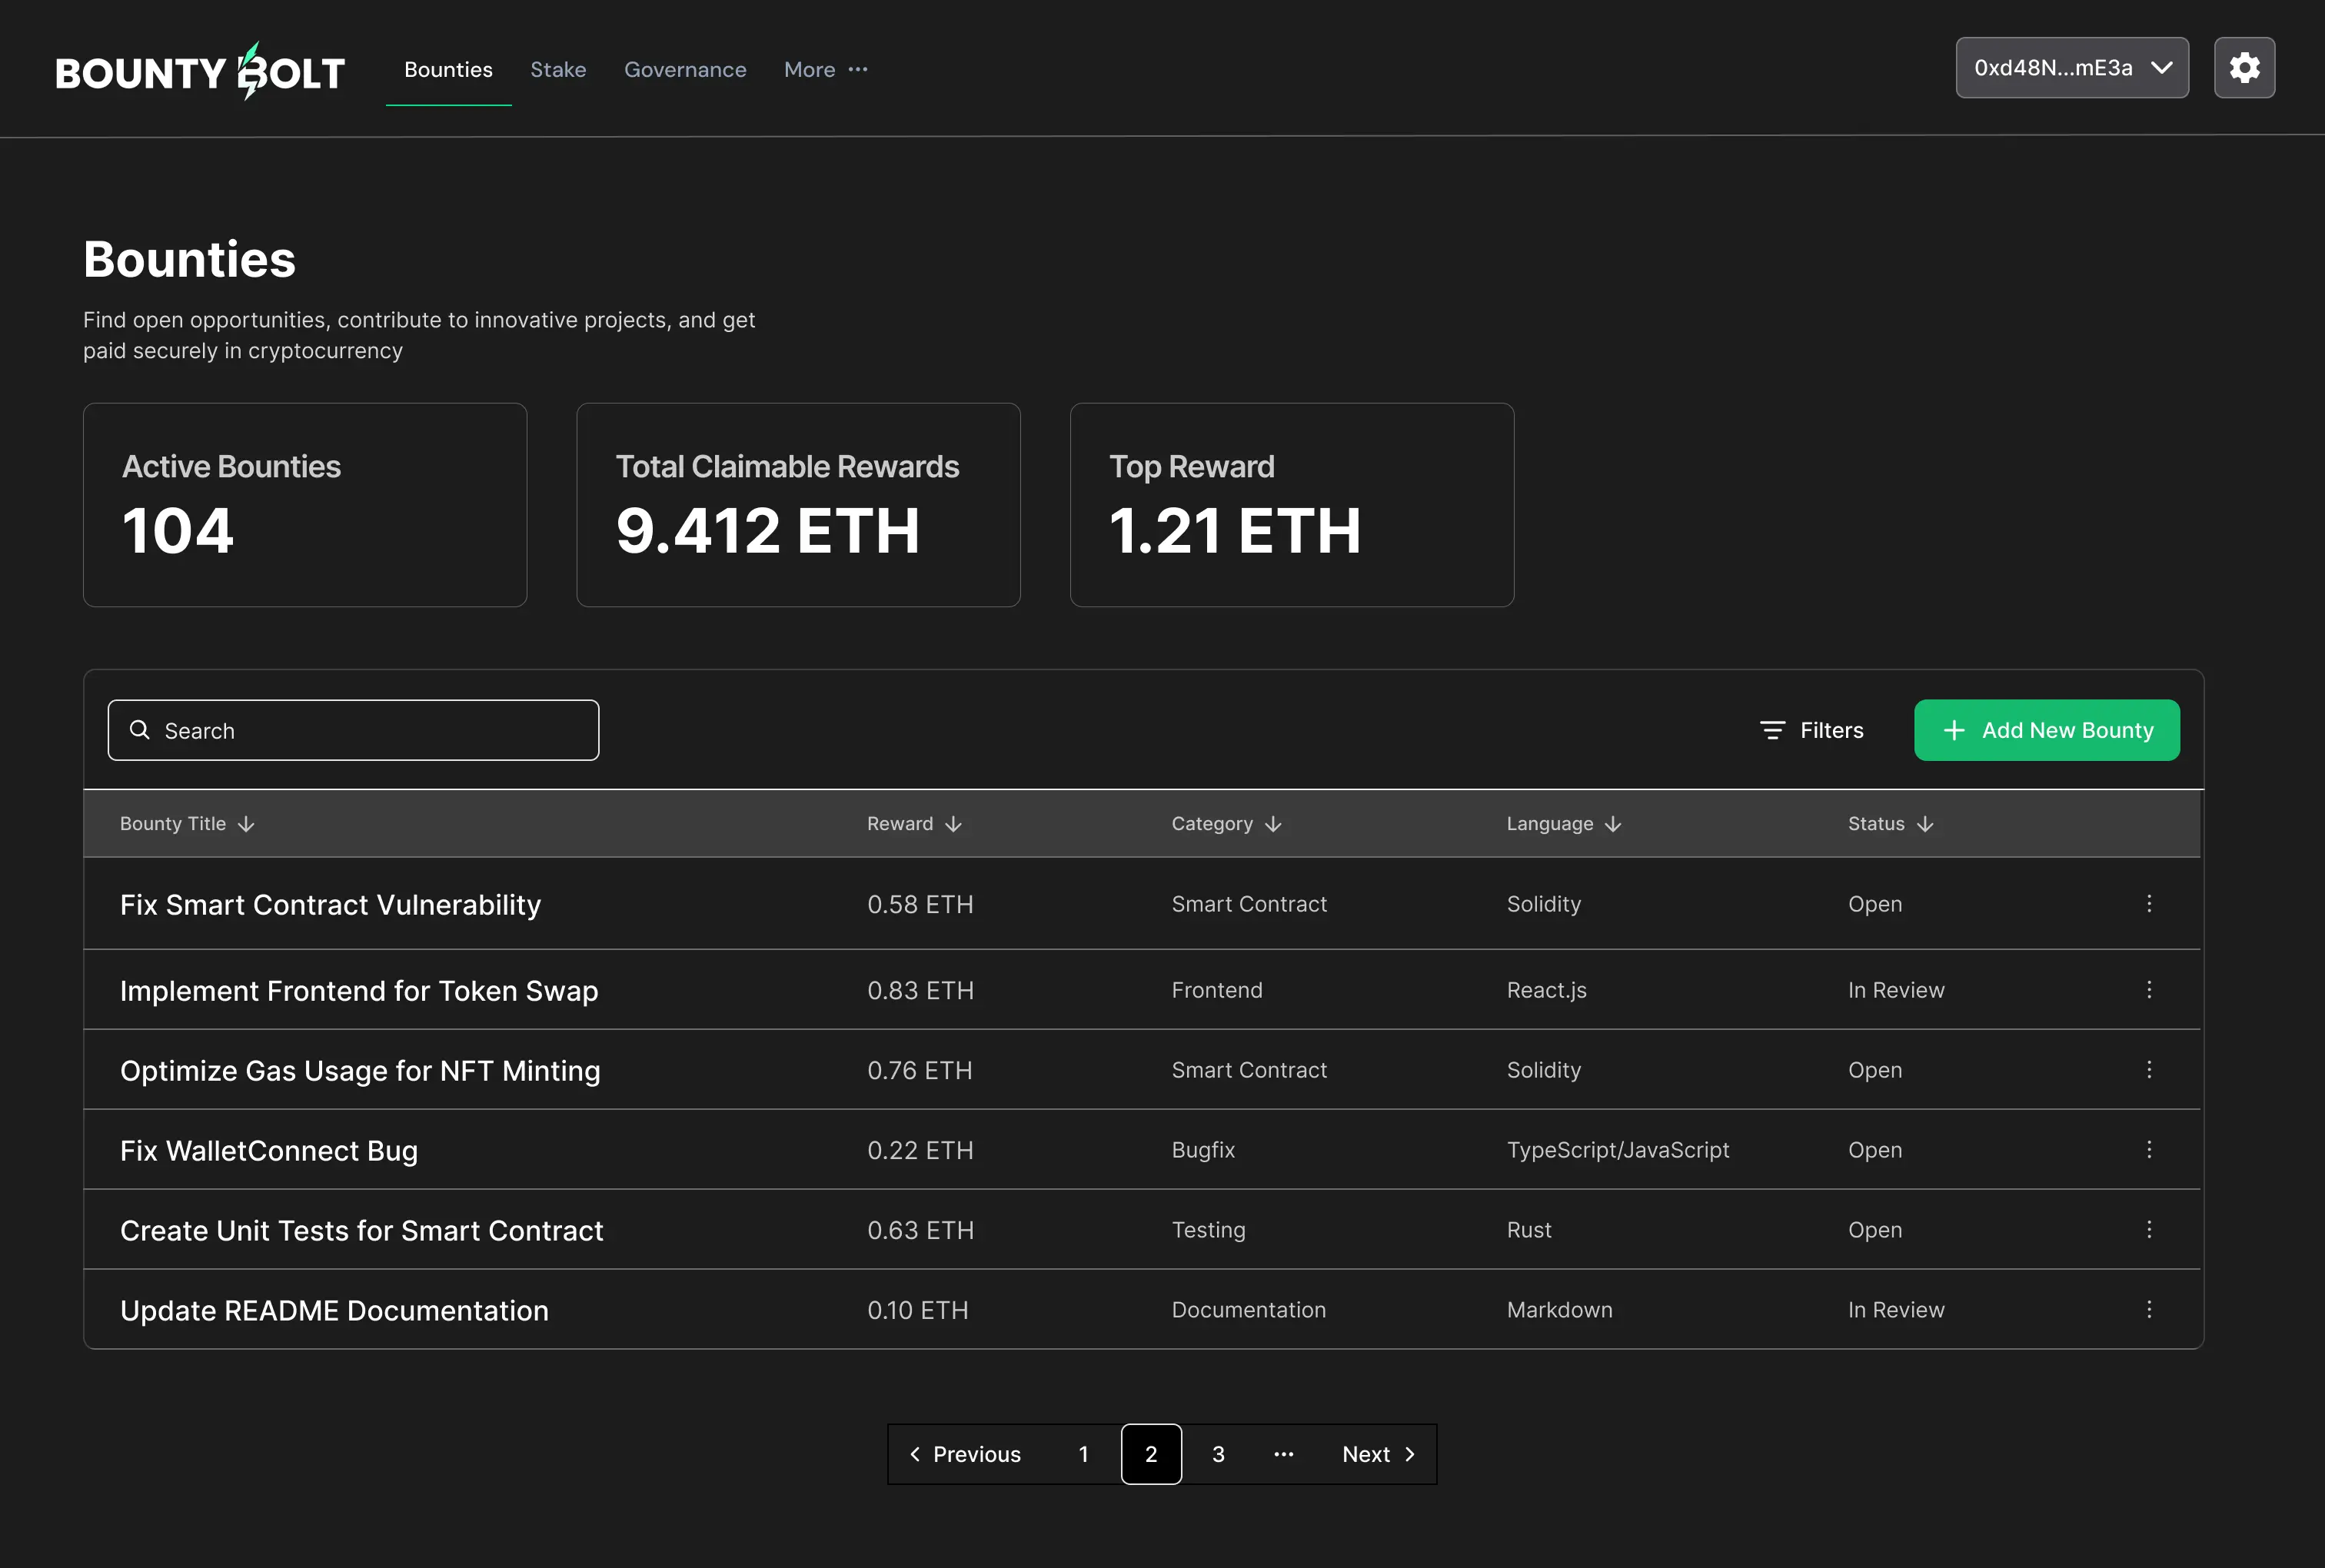 BOUNTY BOLT
Bounties Stake Governance More ···
0xd48N...mE3a
Bounties
Find open opportunities, contribute to innovative projects, and get
paid securely in cryptocurrency
Active Bounties
104
Total Claimable Rewards
9.412 ETH
Top Reward
1.21 ETH
Search
Filters
Add New Bounty
Bounty Title Reward Category Language Status
Fix Smart Contract Vulnerability 0.58 ETH Smart Contract Solidity Open
Implement Frontend for Token Swap 0.83 ETH Frontend React.js In Review
Optimize Gas Usage for NFT Minting 0.76 ETH Smart Contract Solidity Open
Fix WalletConnect Bug 0.22 ETH Bugfix TypeScript/JavaScript Open
Create Unit Tests for Smart Contract 0.63 ETH Testing Rust Open
Update README Documentation 0.10 ETH Documentation Markdown In Review
Previous 1 2 3 ··· Next